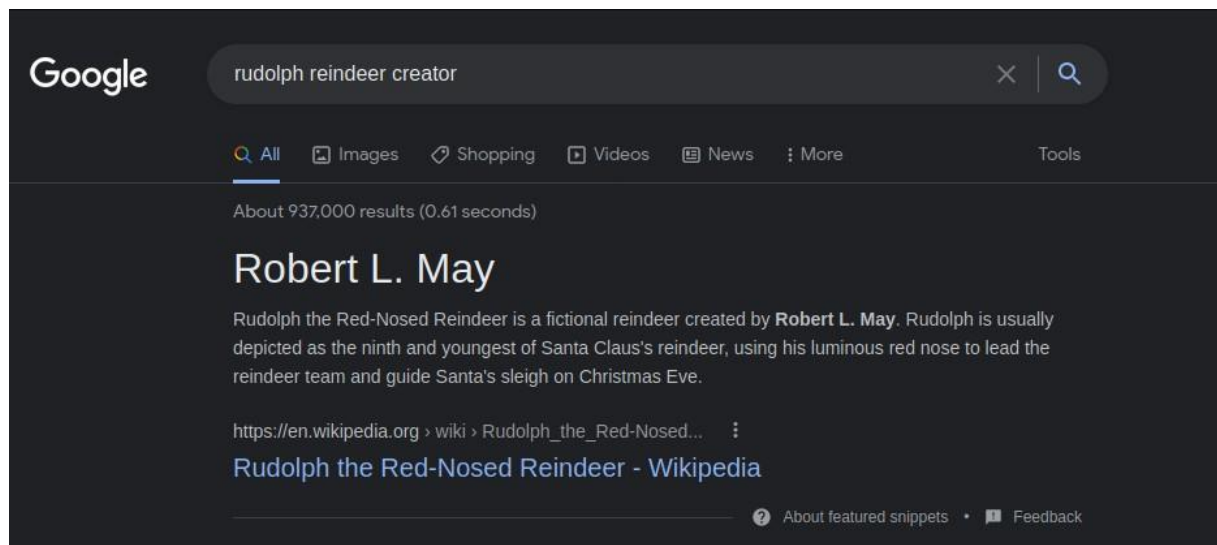 Google
rudolph reindeer creator
All Images Shopping Videos News More Tools
About 937,000 results (0.61 seconds)
Robert L. May
Rudolph the Red-Nosed Reindeer is a fictional reindeer created by Robert L. May. Rudolph is usually
depicted as the ninth and youngest of Santa Claus's reindeer, using his luminous red nose to lead the
reindeer team and guide Santa's sleigh on Christmas Eve.
https://en.wikipedia.org › wiki › Rudolph_the_Red-Nosed...
Rudolph the Red-Nosed Reindeer - Wikipedia
About featured snippets • Feedback